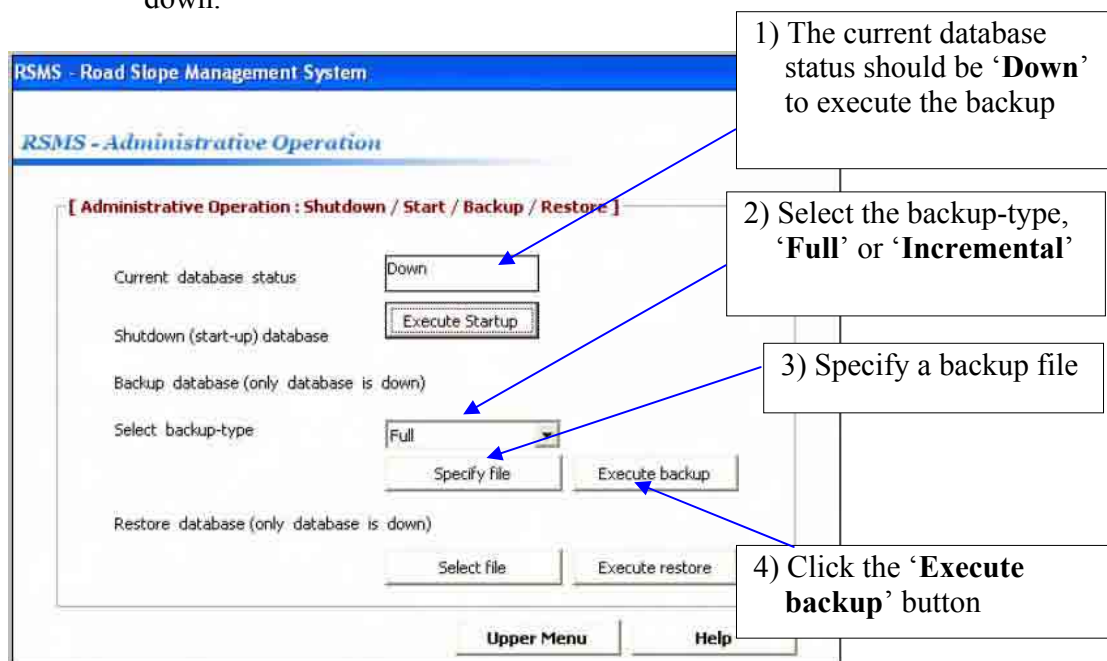 down.
RSMS - Road Slope Management System
RSMS - Administrative Operation
[ Administrative Operation : Shutdown / Start / Backup / Restore ]
Current database status
Down
Shutdown (start-up) database
Execute Startup
Backup database (only database is down)
Select backup-type
Full
Specify file
Execute backup
Restore database (only database is down)
Select file
Execute restore
Upper Menu
Help
1) The current database
status should be ‘Down’
to execute the backup
2) Select the backup-type,
‘Full’ or ‘Incremental’
3) Specify a backup file
4) Click the ‘Execute
backup’ button